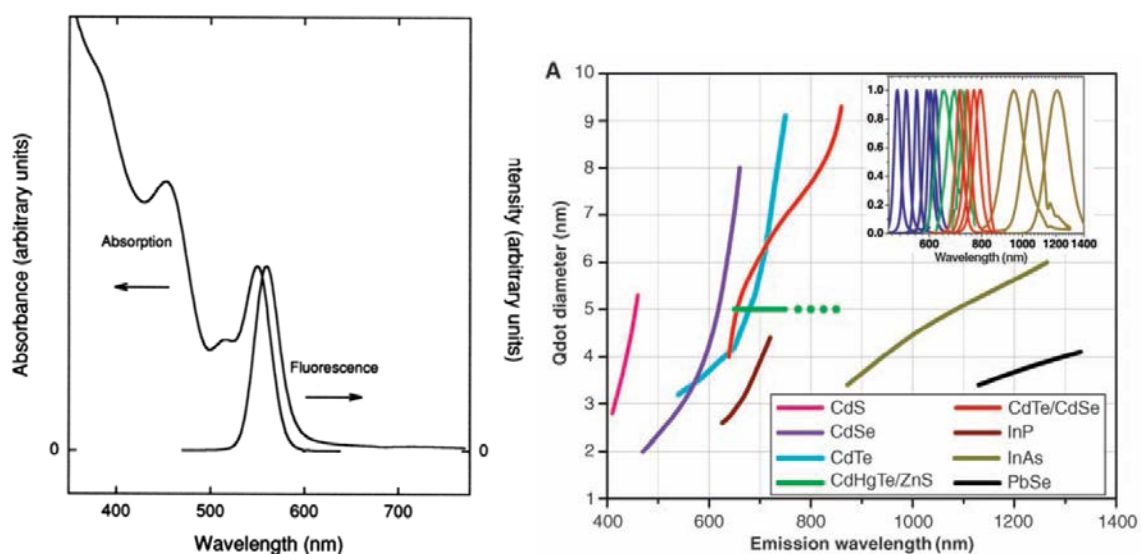 Absorbance (arbitrary units)
0
Absorption
Fluorescence
400
500
600
700
Wavelength (nm)
ntensity (arbitrary units)
0
A
Qdot diameter (nm)
10
9
8
7
6
5
4
3
2
1
400
600
800
1000
1200
1400
Emission wavelength (nm)
1.0
0.8
0.6
0.4
0.2
0.0
600
800
1000
1200
1400
Wavelength (nm)
CdS
CdSe
CdTe
CdHgTe/ZnS
CdTe/CdSe
InP
InAs
PbSe